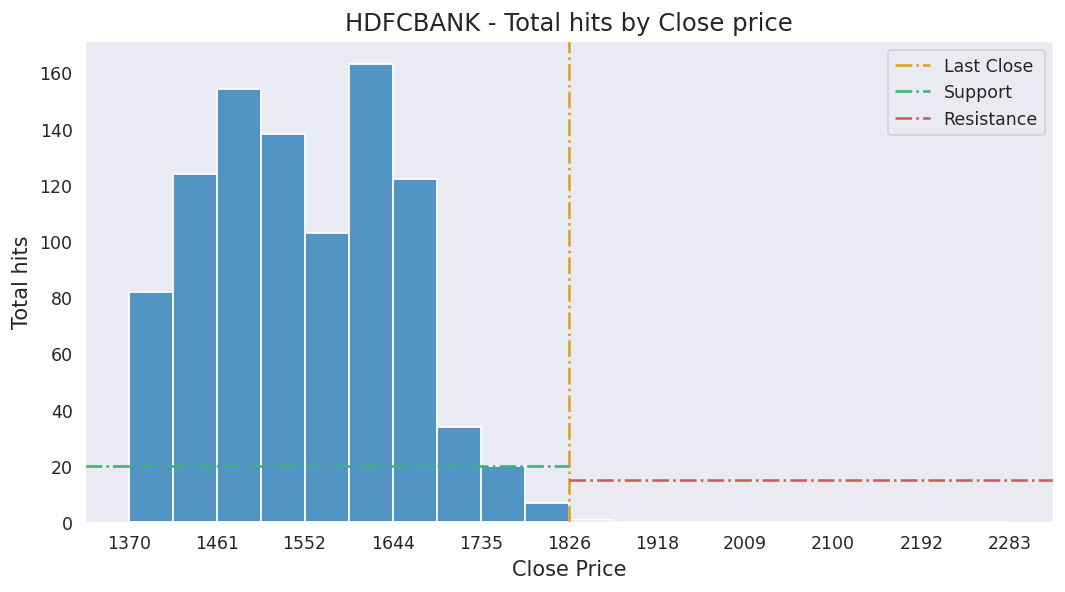 HDFCBANK - Total hits by Close price
Last Close
Support
Resistance
Total hits
160
140
120
100
80
60
40
20
0
1370 1461 1552 1644 1735 1826 1918 2009 2100 2192 2283
Close Price